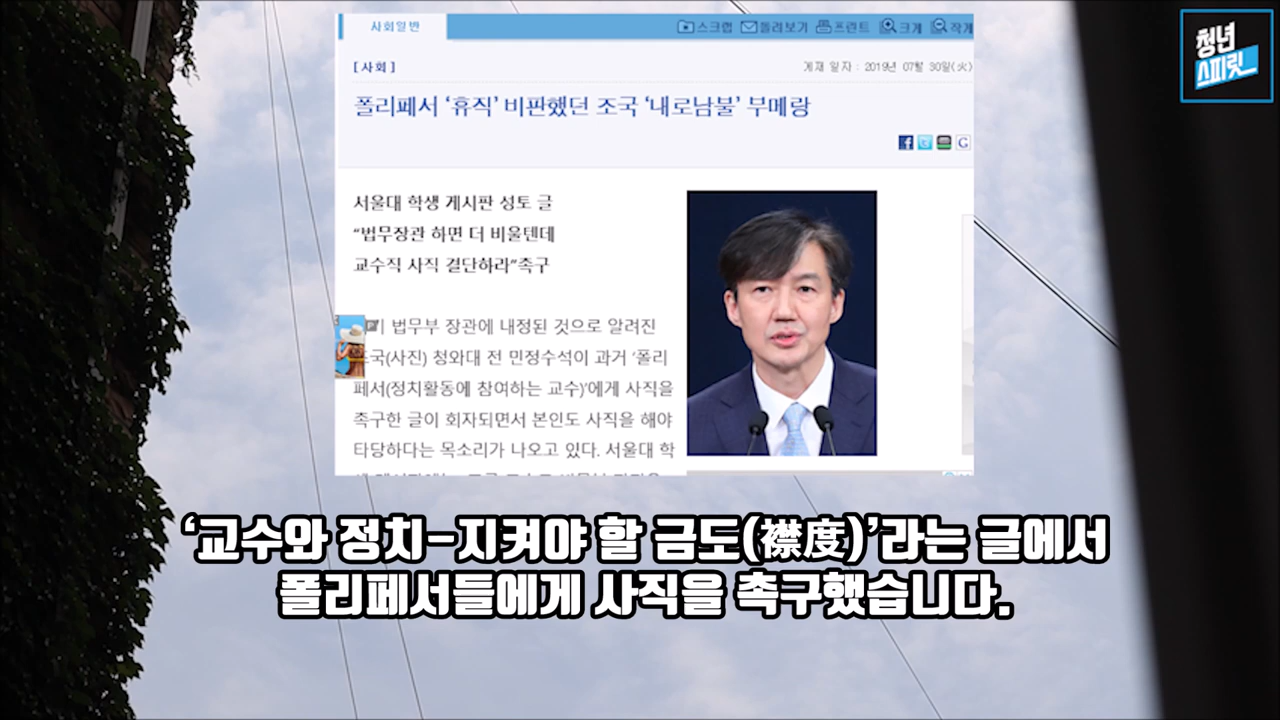 사회일반
스크랩 돌려보기 프린트 크게 작게
청년
스피릿
[사회]
게재 일자 : 2019년 07월 30일(火)
폴리페서 ‘휴직’ 비판했던 조국 ‘내로남불’ 부메랑
서울대 학생 게시판 성토 글
“법무장관 하면 더 비울텐데
교수직 사직 결단하라”촉구
법무부 장관에 내정된 것으로 알려진
국(사진) 청와대 전 민정수석이 과거 ‘폴리
페서(정치활동에 참여하는 교수)’에게 사직을
촉구한 글이 회자되면서 본인도 사직을 해야
타당하다는 목소리가 나오고 있다. 서울대 학
‘교수와 정치-지켜야 할 금도(襟度)’라는 글에서
폴리페서들에게 사직을 촉구했습니다.